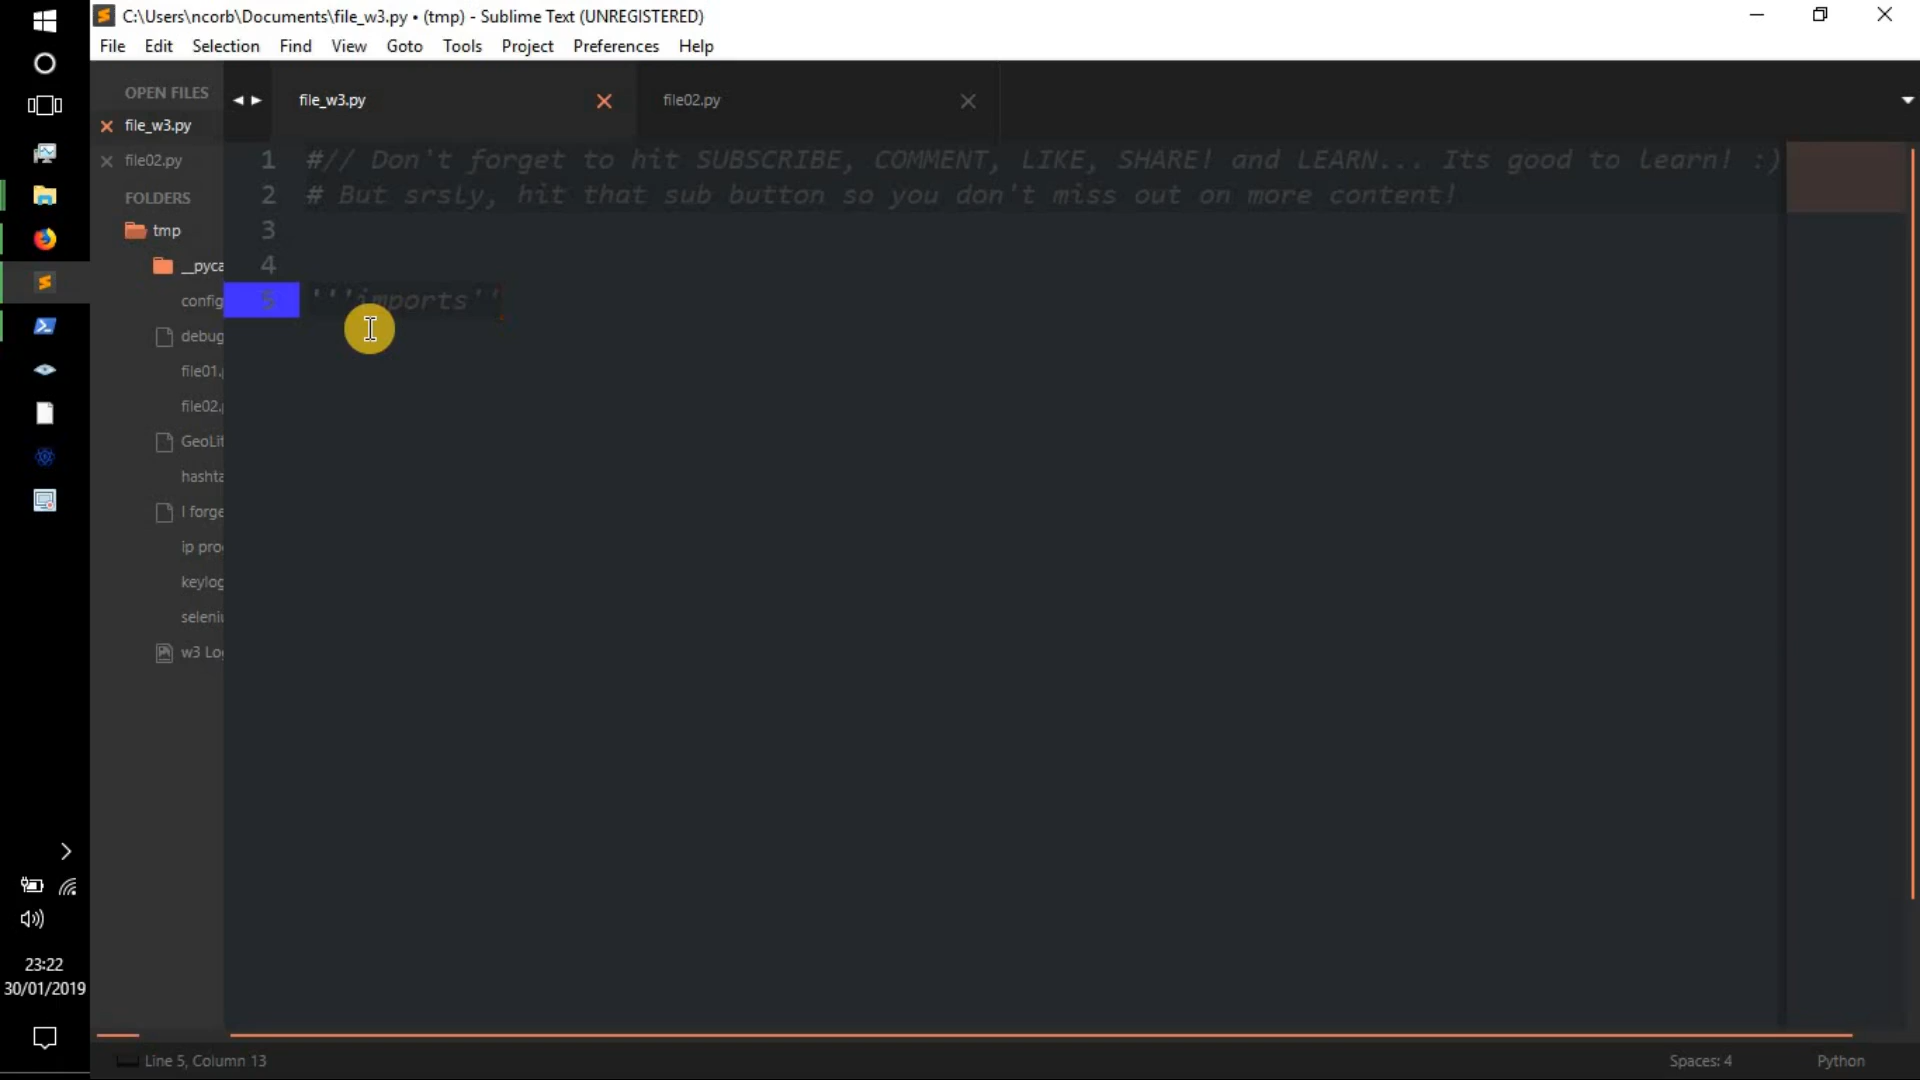 C:\Users\ncorb\Documents\file_w3.py • (tmp) - Sublime Text (UNREGISTERED)
File Edit Selection Find View Goto Tools Project Preferences Help
OPEN FILES
file_w3.py
file02.py
FOLDERS
tmp
__pyca
config
debug
file01.
file02.
GeoLit
hashta
I forge
ip pro
keylog
seleni
w3 Lo
file_w3.py
file02.py
1 #// Don't forget to hit SUBSCRIBE, COMMENT, LIKE, SHARE! and LEARN... Its good to learn! :)
2 # But srsly, hit that sub button so you don't miss out on more content!
3
4
5 '''imports''
23:22
30/01/2019
Line 5, Column 13
Spaces: 4
Python